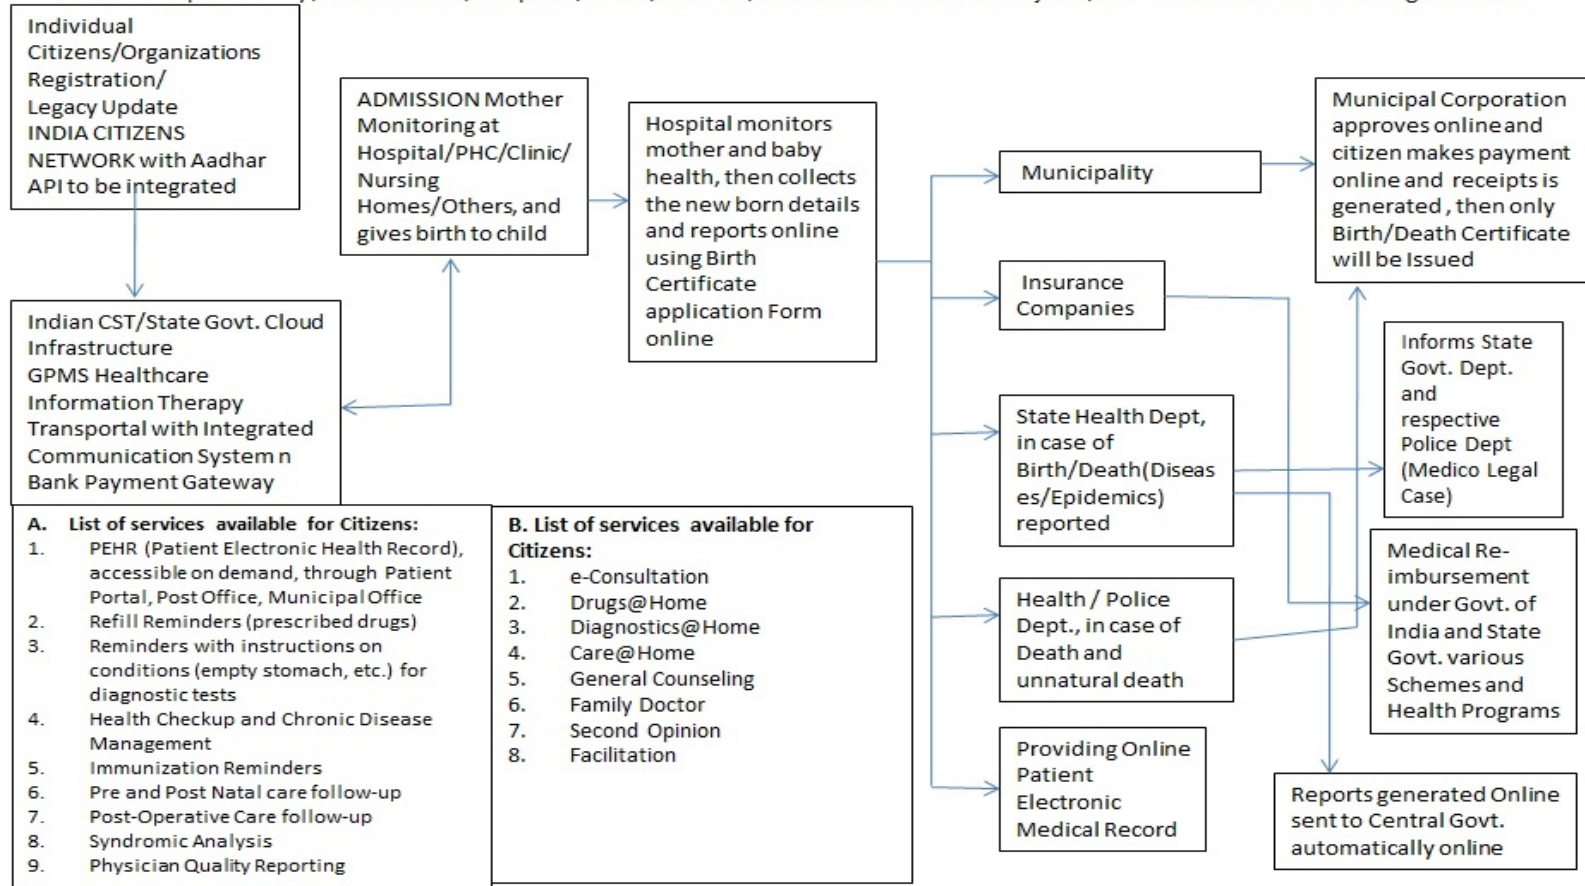 Individual
Citizens/Organizations
Registration/
Legacy Update
INDIA CITIZENS
NETWORK with Aadhar
API to be integrated
ADMISSION Mother
Monitoring at
Hospital/PHC/Clinic/
Nursing
Homes/Others, and
gives birth to child
Hospital monitors
mother and baby
health, then collects
the new born details
and reports online
using Birth
Certificate
application Form
online
Municipality
Municipal Corporation
approves online and
citizen makes payment
online and receipts is
generated , then only
Birth/Death Certificate
will be Issued
Insurance
Companies
Informs State
Govt. Dept.
and
respective
Police Dept
(Medico Legal
Case)
Indian CST/State Govt. Cloud
Infrastructure
GPMS Healthcare
Information Therapy
Transportal with Integrated
Communication System n
Bank Payment Gateway
State Health Dept,
in case of
Birth/Death(Diseas
es/Epidemics)
reported
Medical Re-
imbursement
under Govt. of
India and State
Govt. various
Schemes and
Health Programs
Health / Police
Dept., in case of
Death and
unnatural death
Providing Online
Patient
Electronic
Medical Record
Reports generated Online
sent to Central Govt.
automatically online
A. List of services available for Citizens:
1. PEHR (Patient Electronic Health Record),
accessible on demand, through Patient
Portal, Post Office, Municipal Office
2. Refill Reminders (prescribed drugs)
3. Reminders with instructions on
conditions (empty stomach, etc.) for
diagnostic tests
4. Health Checkup and Chronic Disease
Management
5. Immunization Reminders
6. Pre and Post Natal care follow-up
7. Post-Operative Care follow-up
8. Syndromic Analysis
9. Physician Quality Reporting
B. List of services available for
Citizens:
1. e-Consultation
2. Drugs@Home
3. Diagnostics@Home
4. Care@Home
5. General Counseling
6. Family Doctor
7. Second Opinion
8. Facilitation